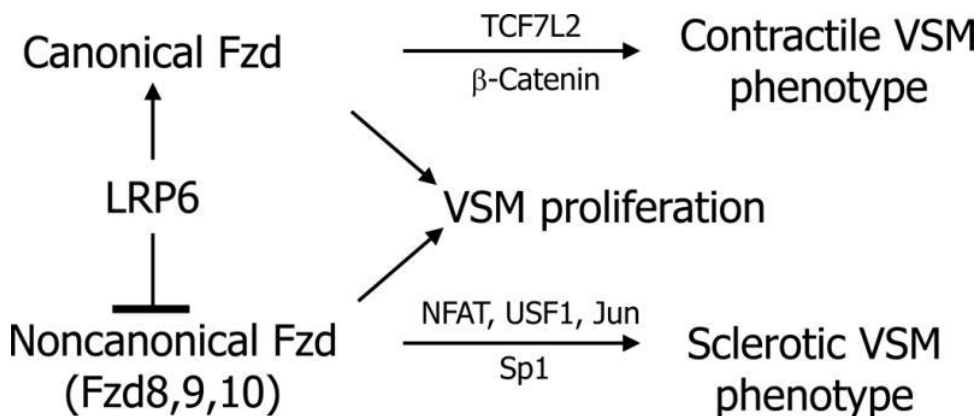 Canonical Fzd
TCF7L2
β-Catenin
Contractile VSM
phenotype
LRP6
VSM proliferation
Noncanonical Fzd
(Fzd8,9,10)
NFAT, USF1, Jun
Sp1
Sclerotic VSM
phenotype